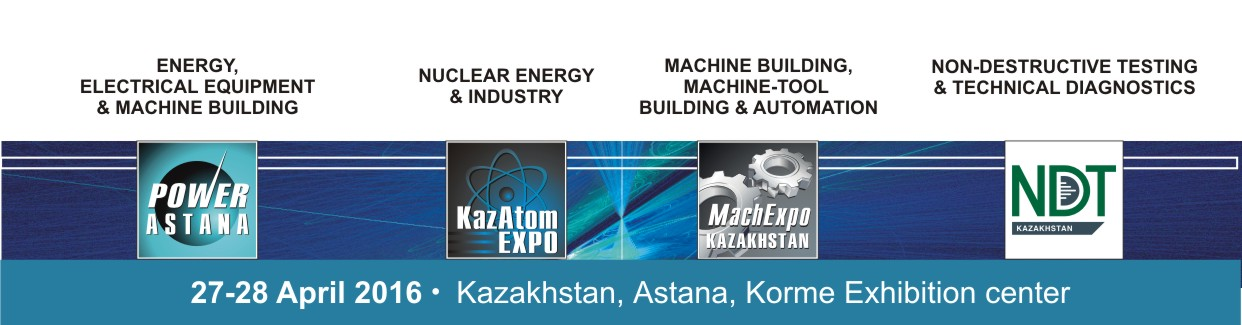 ENERGY,
ELECTRICAL EQUIPMENT
& MACHINE BUILDING
NUCLEAR ENERGY
& INDUSTRY
MACHINE BUILDING,
MACHINE-TOOL
BUILDING & AUTOMATION
NON-DESTRUCTIVE TESTING
& TECHNICAL DIAGNOSTICS
POWER
ASTANA
KazAtom
EXPO
MachExpo
KAZAKHSTAN
NDT
KAZAKHSTAN
27-28 April 2016 • Kazakhstan, Astana, Korme Exhibition center